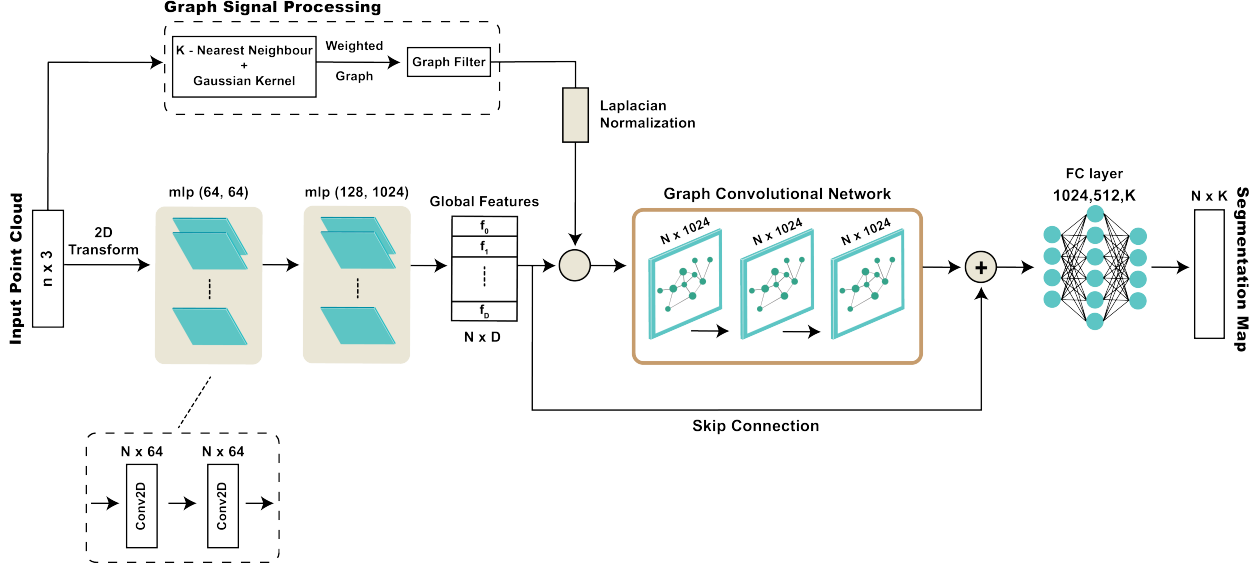 Graph Signal Processing
K - Nearest Neighbour
+
Gaussian Kernel
Weighted
Graph
Graph Filter
Laplacian
Normalization
Input Point Cloud
n x 3
2D
Transform
mlp (64, 64)
mlp (128, 1024)
Global Features
f0
f1
fD
N x D
Graph Convolutional Network
N x 1024
N x 1024
N x 1024
+
FC layer
1024,512,K
N x K
Segmentation Map
Skip Connection
N x 64
N x 64
Conv2D
Conv2D